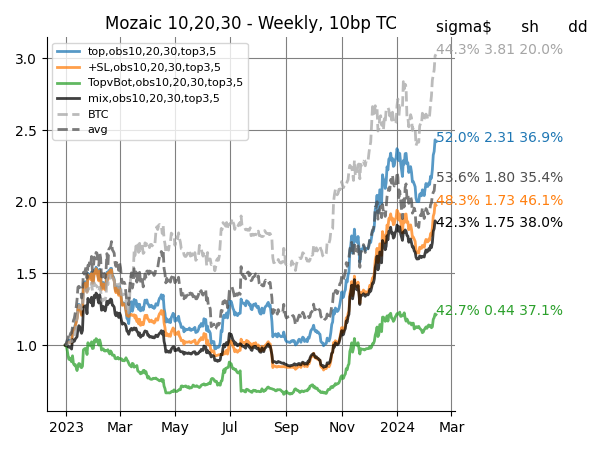 Mozaic 10,20,30 - Weekly, 10bp TC
sigma$ sh dd
top,obs10,20,30,top3,5
+SL,obs10,20,30,top3,5
TopvBot,obs10,20,30,top3,5
mix,obs10,20,30,top3,5
BTC
avg
44.3% 3.81 20.0%
52.0% 2.31 36.9%
53.6% 1.80 35.4%
48.3% 1.73 46.1%
42.3% 1.75 38.0%
42.7% 0.44 37.1%
3.0
2.5
2.0
1.5
1.0
2023 Mar May Jul Sep Nov 2024 Mar